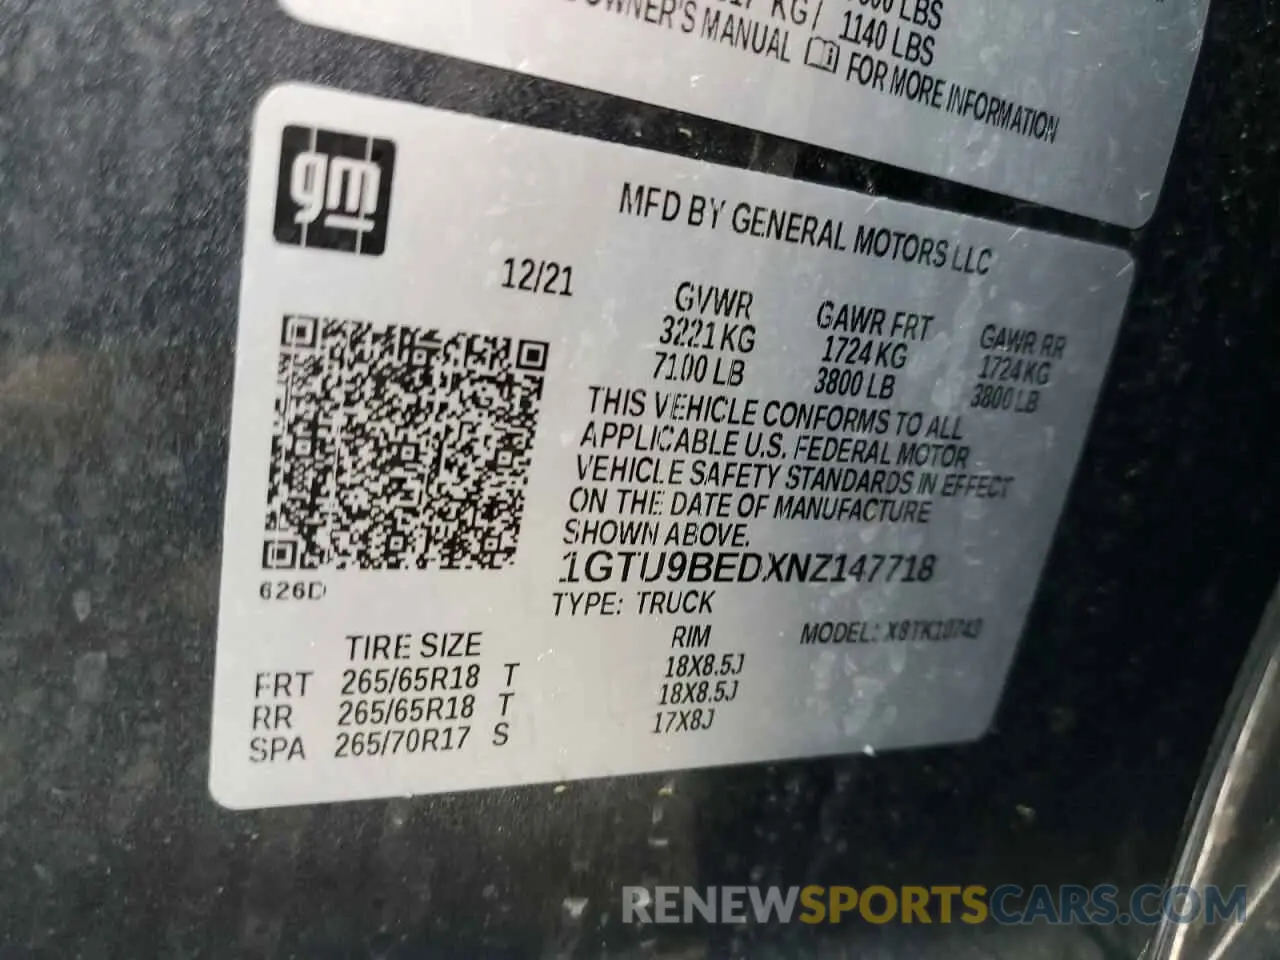 LBS
KG / 1140 LBS
OWNER'S MANUAL FOR MORE INFORMATION
gm
MFD BY GENERAL MOTORS LLC
12/21
GVWR GAWR FRT GAWR RR
3221 KG 1724 KG 1724 KG
7100 LB 3800 LB 3800 LB
THIS VEHICLE CONFORMS TO ALL
APPLICABLE U.S. FEDERAL MOTOR
VEHICLE SAFETY STANDARDS IN EFFECT
ON THE DATE OF MANUFACTURE
SHOWN ABOVE.
1GTU9BEDXNZ147718
626D
TYPE: TRUCK
MODEL:
TIRE SIZE RIM
FRT 265/65R18 T 18X8.5J
RR 265/65R18 T 18X8.5J
SPA 265/70R17 S 17X8J
RENEWSPORTSCARS.COM